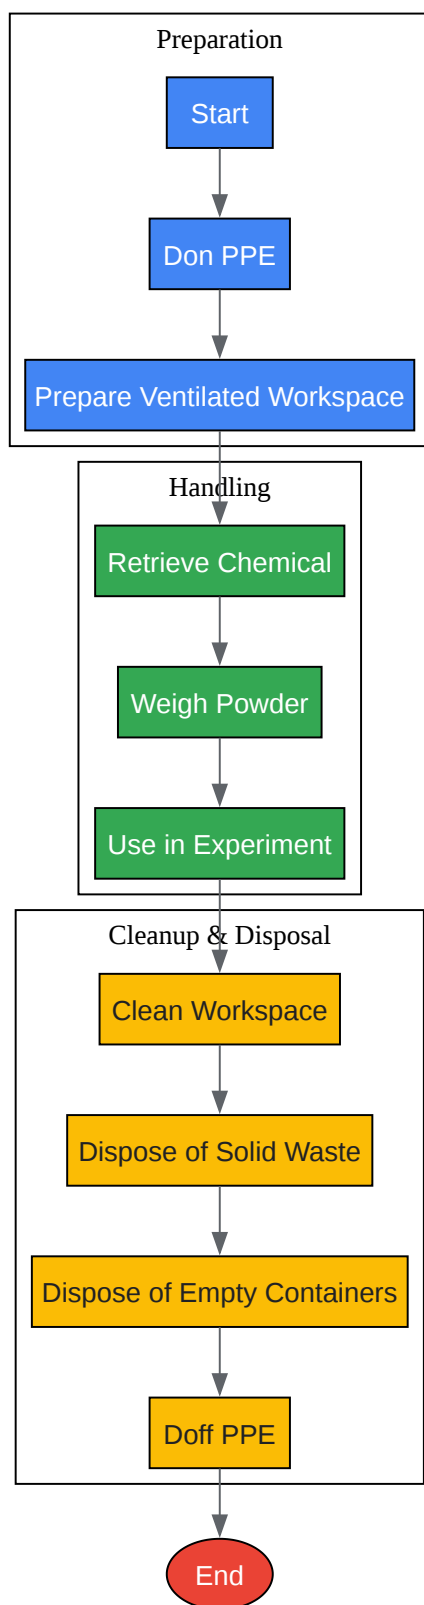 Preparation
Start
Don PPE
Prepare Ventilated Workspace
Handling
Retrieve Chemical
Weigh Powder
Use in Experiment
Cleanup & Disposal
Clean Workspace
Dispose of Solid Waste
Dispose of Empty Containers
Doff PPE
End